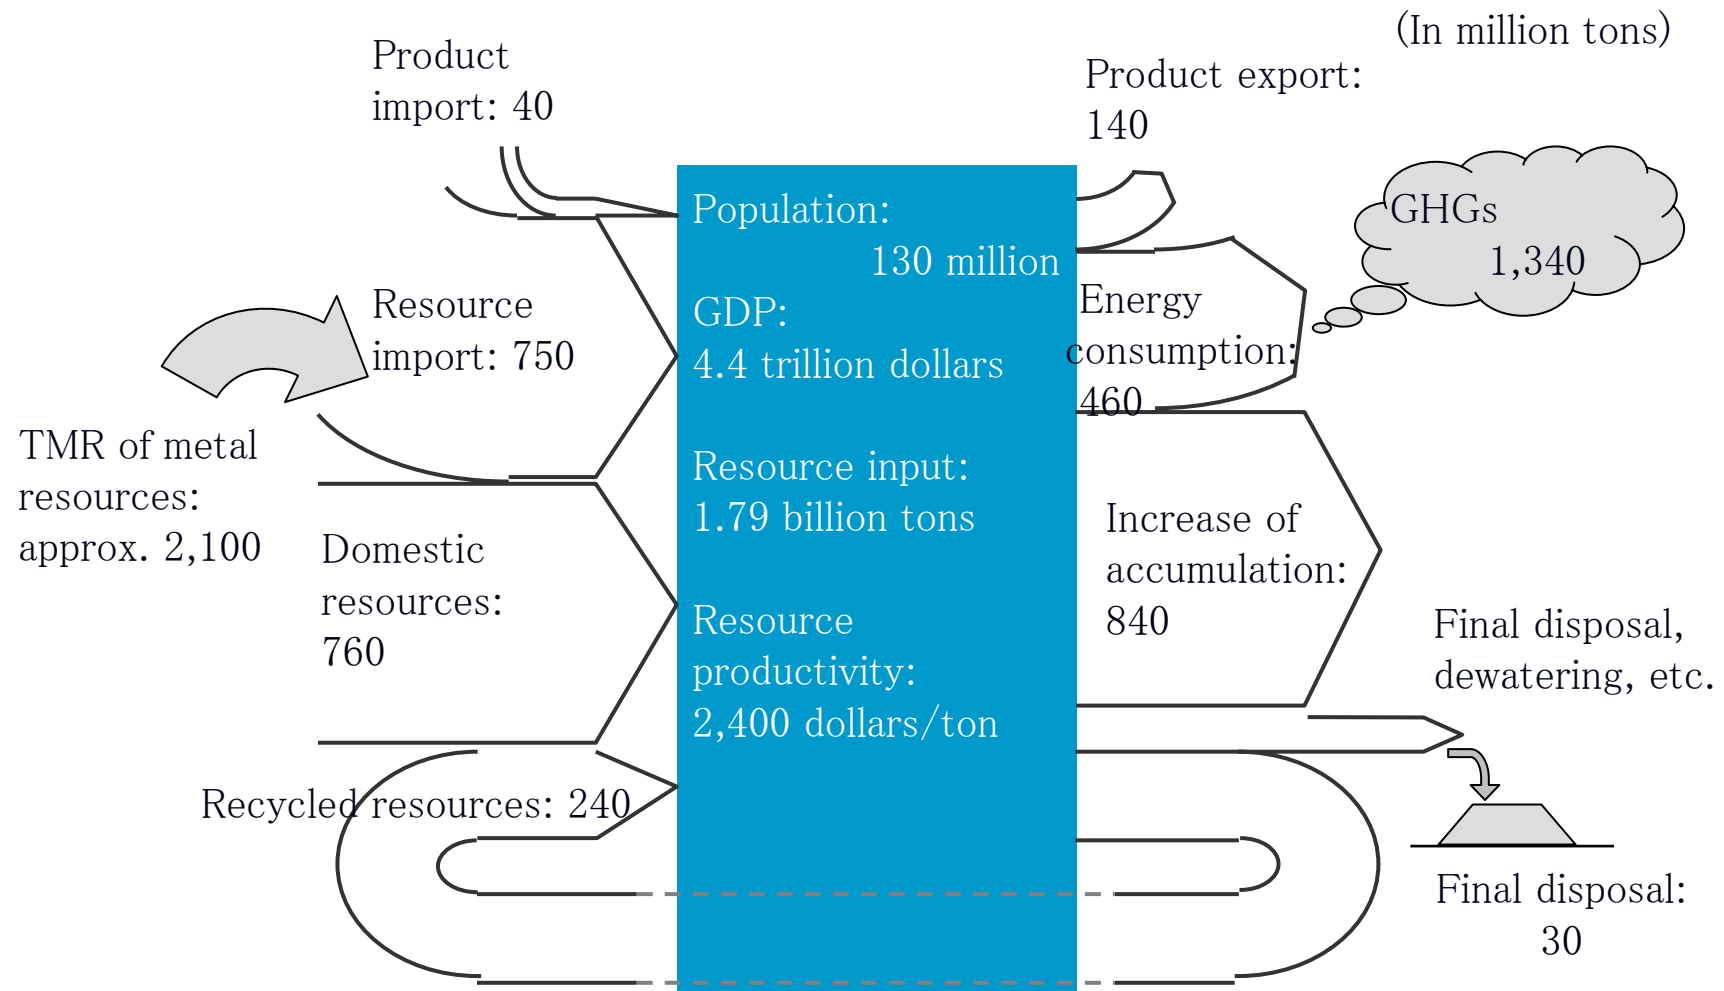 (In million tons)
Product
import: 40
Product export:
140
GHGs
1,340
Population:
130 million
GDP:
4.4 trillion dollars
Resource input:
1.79 billion tons
Resource
productivity:
2,400 dollars/ton
Resource
import: 750
Energy
consumption:
460
TMR of metal
resources:
approx. 2,100
Domestic
resources:
760
Increase of
accumulation:
840
Final disposal,
dewatering, etc.
Recycled resources: 240
Final disposal:
30